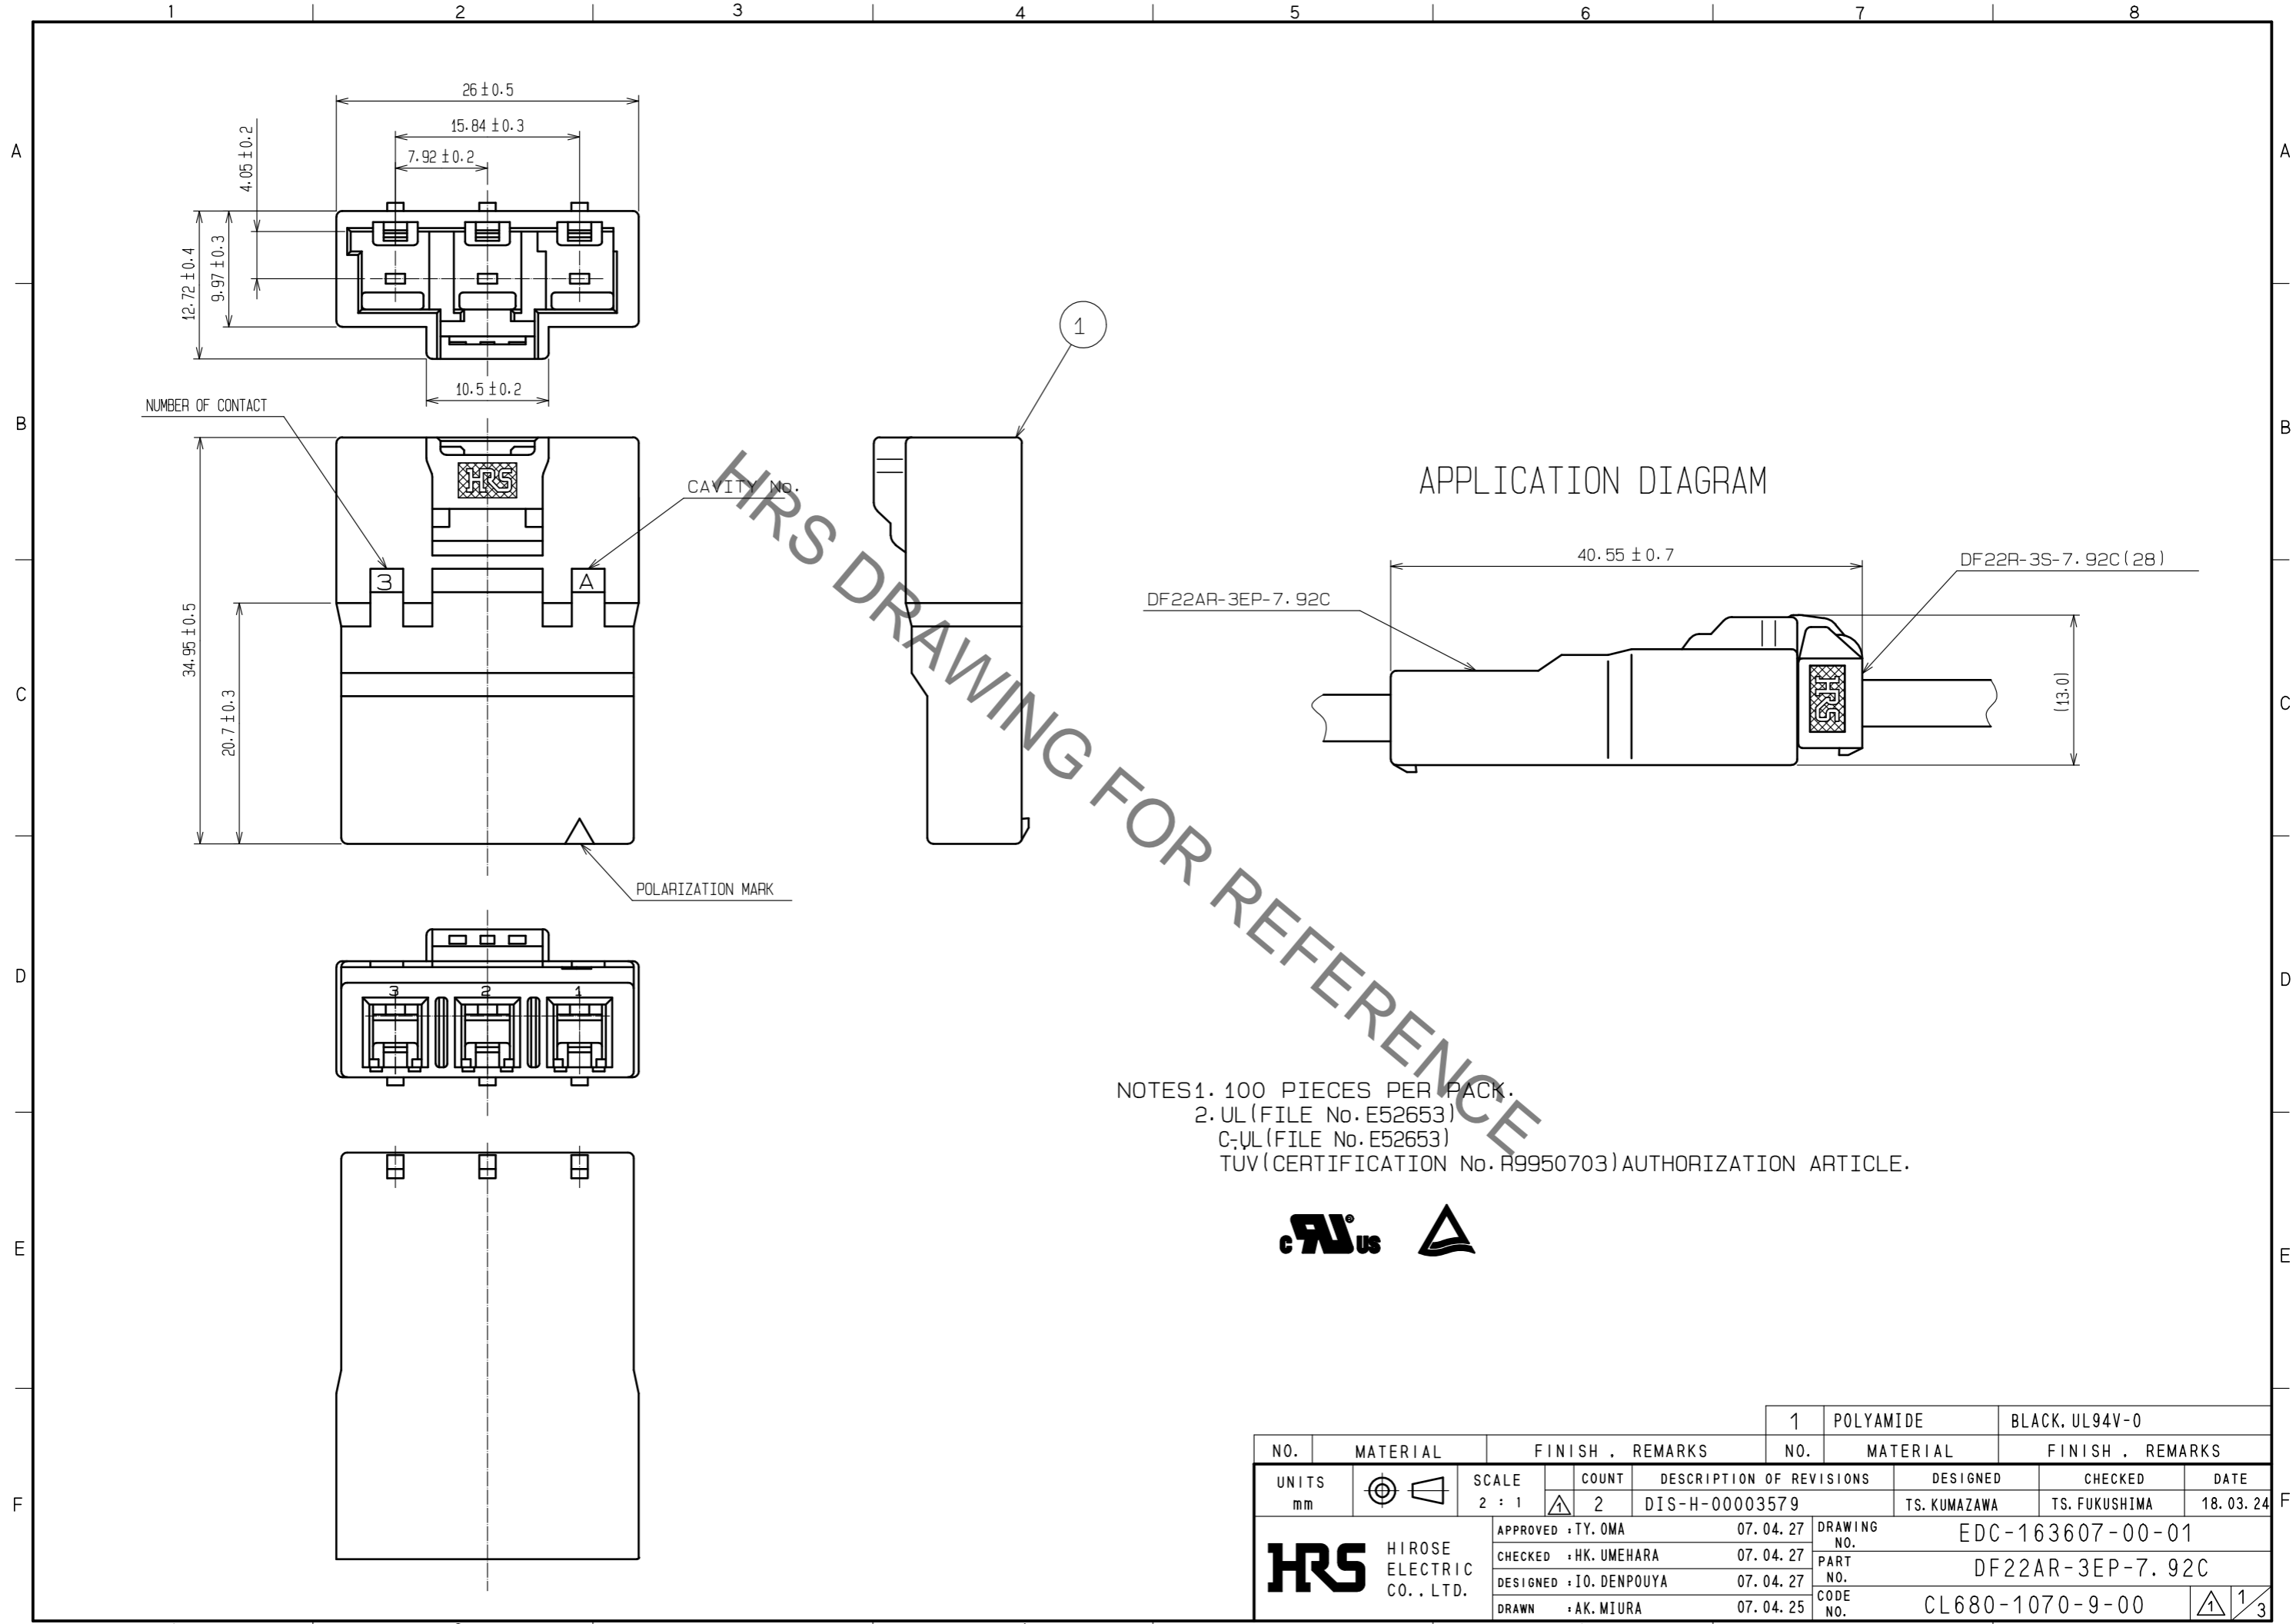 1 2 3 4 5 6 7 8
A A
B B
C C
D D
E E
F F
26±0.5
15.84±0.3
7.92±0.2
4.05±0.2
12.72±0.4
9.97±0.3
10.5±0.2
NUMBER OF CONTACT
HRS
CAVITY No.
3
A
34.95±0.5
20.7±0.3
POLARIZATION MARK
3 2 1
1
HRS DRAWING FOR REFERENCE
APPLICATION DIAGRAM
40.55±0.7
DF22R-3S-7.92C(28)
DF22AR-3EP-7.92C
HRS
(13.0)
NOTES1. 100 PIECES PER PACK.
2. UL(FILE No.E52653)
C-UL(FILE No.E52653)
TÜV(CERTIFICATION No.R9950703)AUTHORIZATION ARTICLE.
c RU ® US
1 POLYAMIDE BLACK, UL94V-0
NO. MATERIAL FINISH . REMARKS NO. MATERIAL FINISH . REMARKS
UNITS mm SCALE 2 : 1 COUNT DESCRIPTION OF REVISIONS DESIGNED CHECKED DATE
1 2 DIS-H-00003579 TS.KUMAZAWA TS.FUKUSHIMA 18.03.24
HRS HIROSE ELECTRIC CO.,LTD.
APPROVED : TY. OMA 07.04.27
CHECKED : HK. UMEHARA 07.04.27
DESIGNED : IO. DENPOUYA 07.04.27
DRAWN : AK. MIURA 07.04.25
DRAWING NO. EDC-163607-00-01
PART NO. DF22AR-3EP-7.92C
CODE NO. CL680-1070-9-00 1 1/3